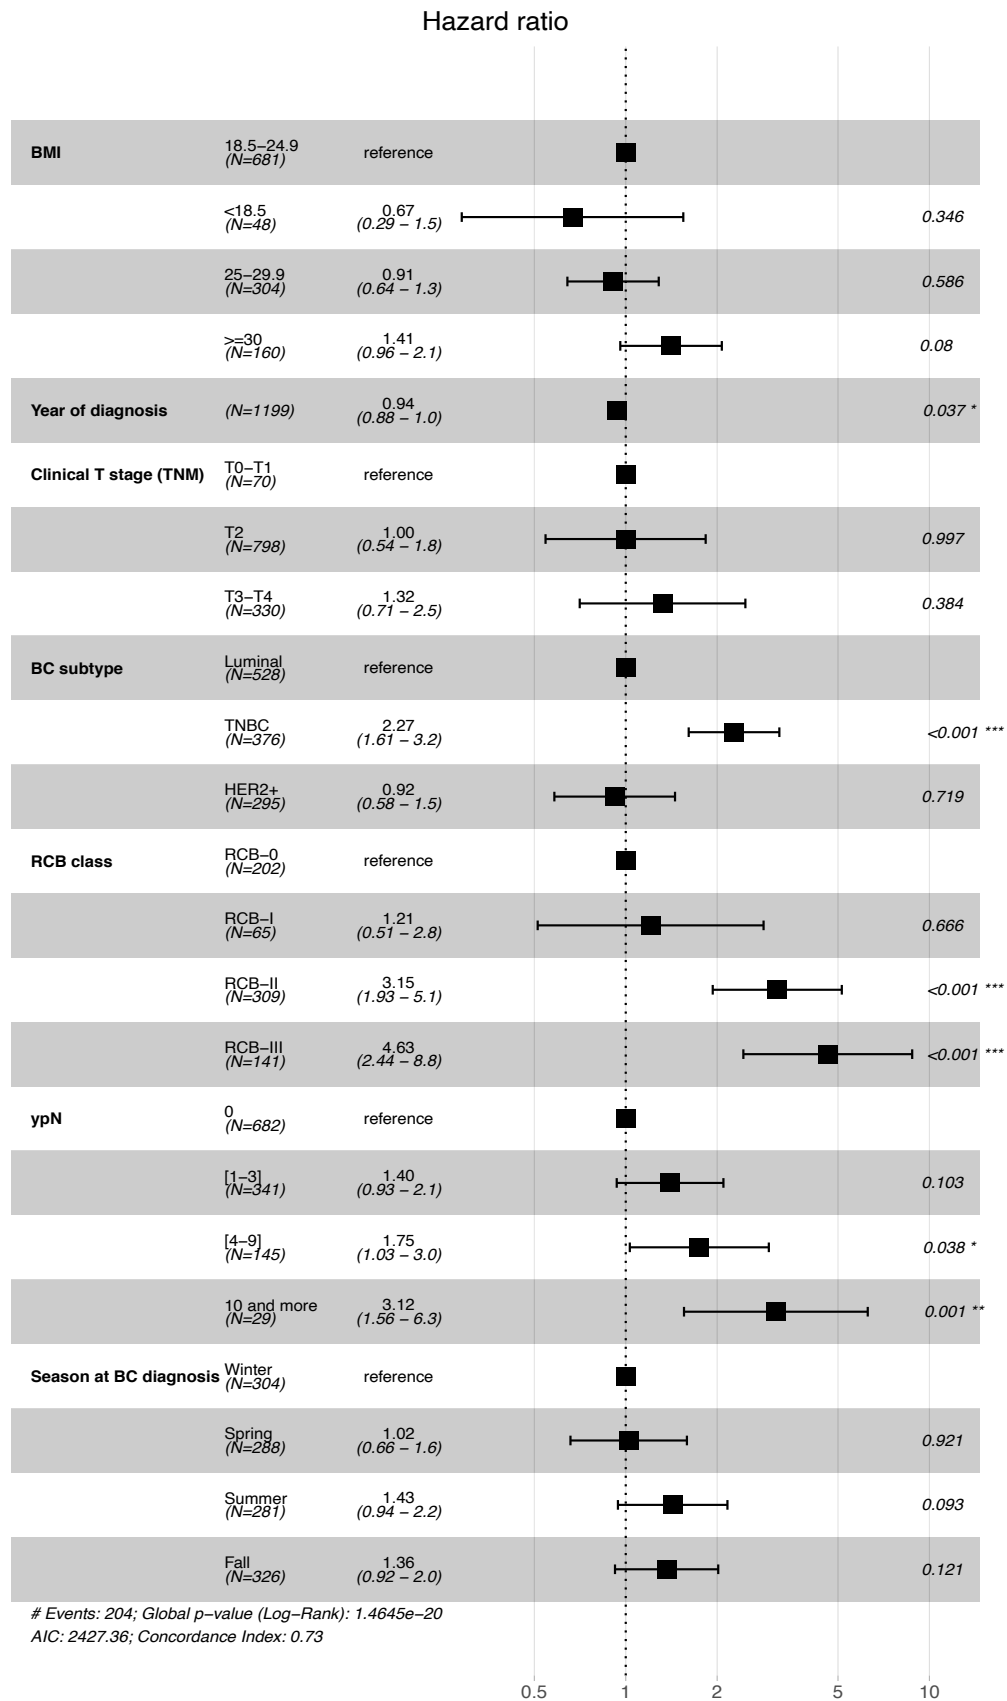 Hazard ratio
BMI 18.5−24.9 reference
(N=681)
<18.5 0.67 0.346
(N=48) (0.29 − 1.5)
25−29.9 0.91 0.586
(N=304) (0.64 − 1.3)
>=30 1.41 0.08
(N=160) (0.96 − 2.1)
Year of diagnosis (N=1199) 0.94 0.037 *
(0.88 − 1.0)
Clinical T stage (TNM) T0−T1 reference
(N=70)
T2 1.00 0.997
(N=798) (0.54 − 1.8)
T3−T4 1.32 0.384
(N=330) (0.71 − 2.5)
BC subtype Luminal reference
(N=528)
TNBC 2.27 <0.001 ***
(N=376) (1.61 − 3.2)
HER2+ 0.92 0.719
(N=295) (0.58 − 1.5)
RCB class RCB−0 reference
(N=202)
RCB−I 1.21 0.666
(N=65) (0.51 − 2.8)
RCB−II 3.15 <0.001 ***
(N=309) (1.93 − 5.1)
RCB−III 4.63 <0.001 ***
(N=141) (2.44 − 8.8)
ypN 0 reference
(N=682)
[1−3] 1.40 0.103
(N=341) (0.93 − 2.1)
[4−9] 1.75 0.038 *
(N=145) (1.03 − 3.0)
10 and more 3.12 0.001 **
(N=29) (1.56 − 6.3)
Season at BC diagnosis Winter reference
(N=304)
Spring 1.02 0.921
(N=288) (0.66 − 1.6)
Summer 1.43 0.093
(N=281) (0.94 − 2.2)
Fall 1.36 0.121
(N=326) (0.92 − 2.0)
# Events: 204; Global p−value (Log−Rank): 1.4645e−20
AIC: 2427.36; Concordance Index: 0.73
0.5 1 2 5 10